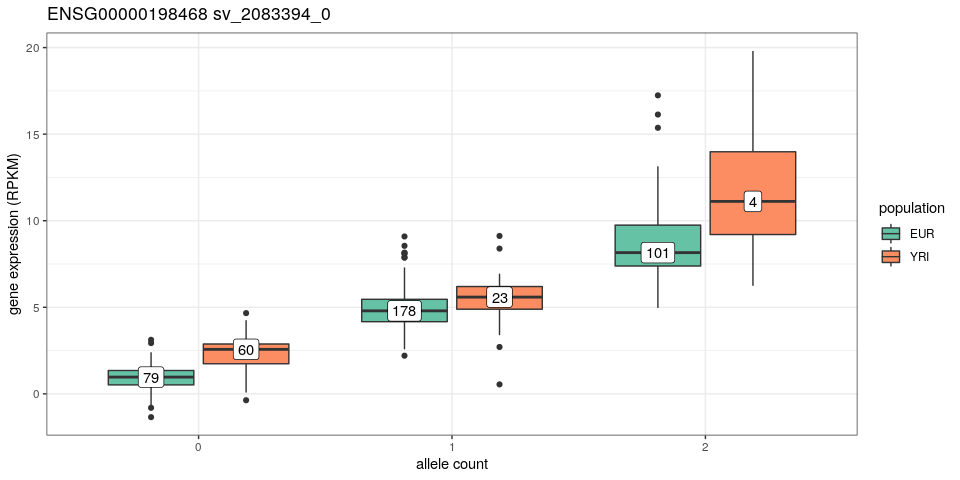 ENSG00000198468 sv_2083394_0
gene expression (RPKM)
20
15
10
5
0
79
60
178
23
101
4
0
1
2
allele count
population
EUR
YRI